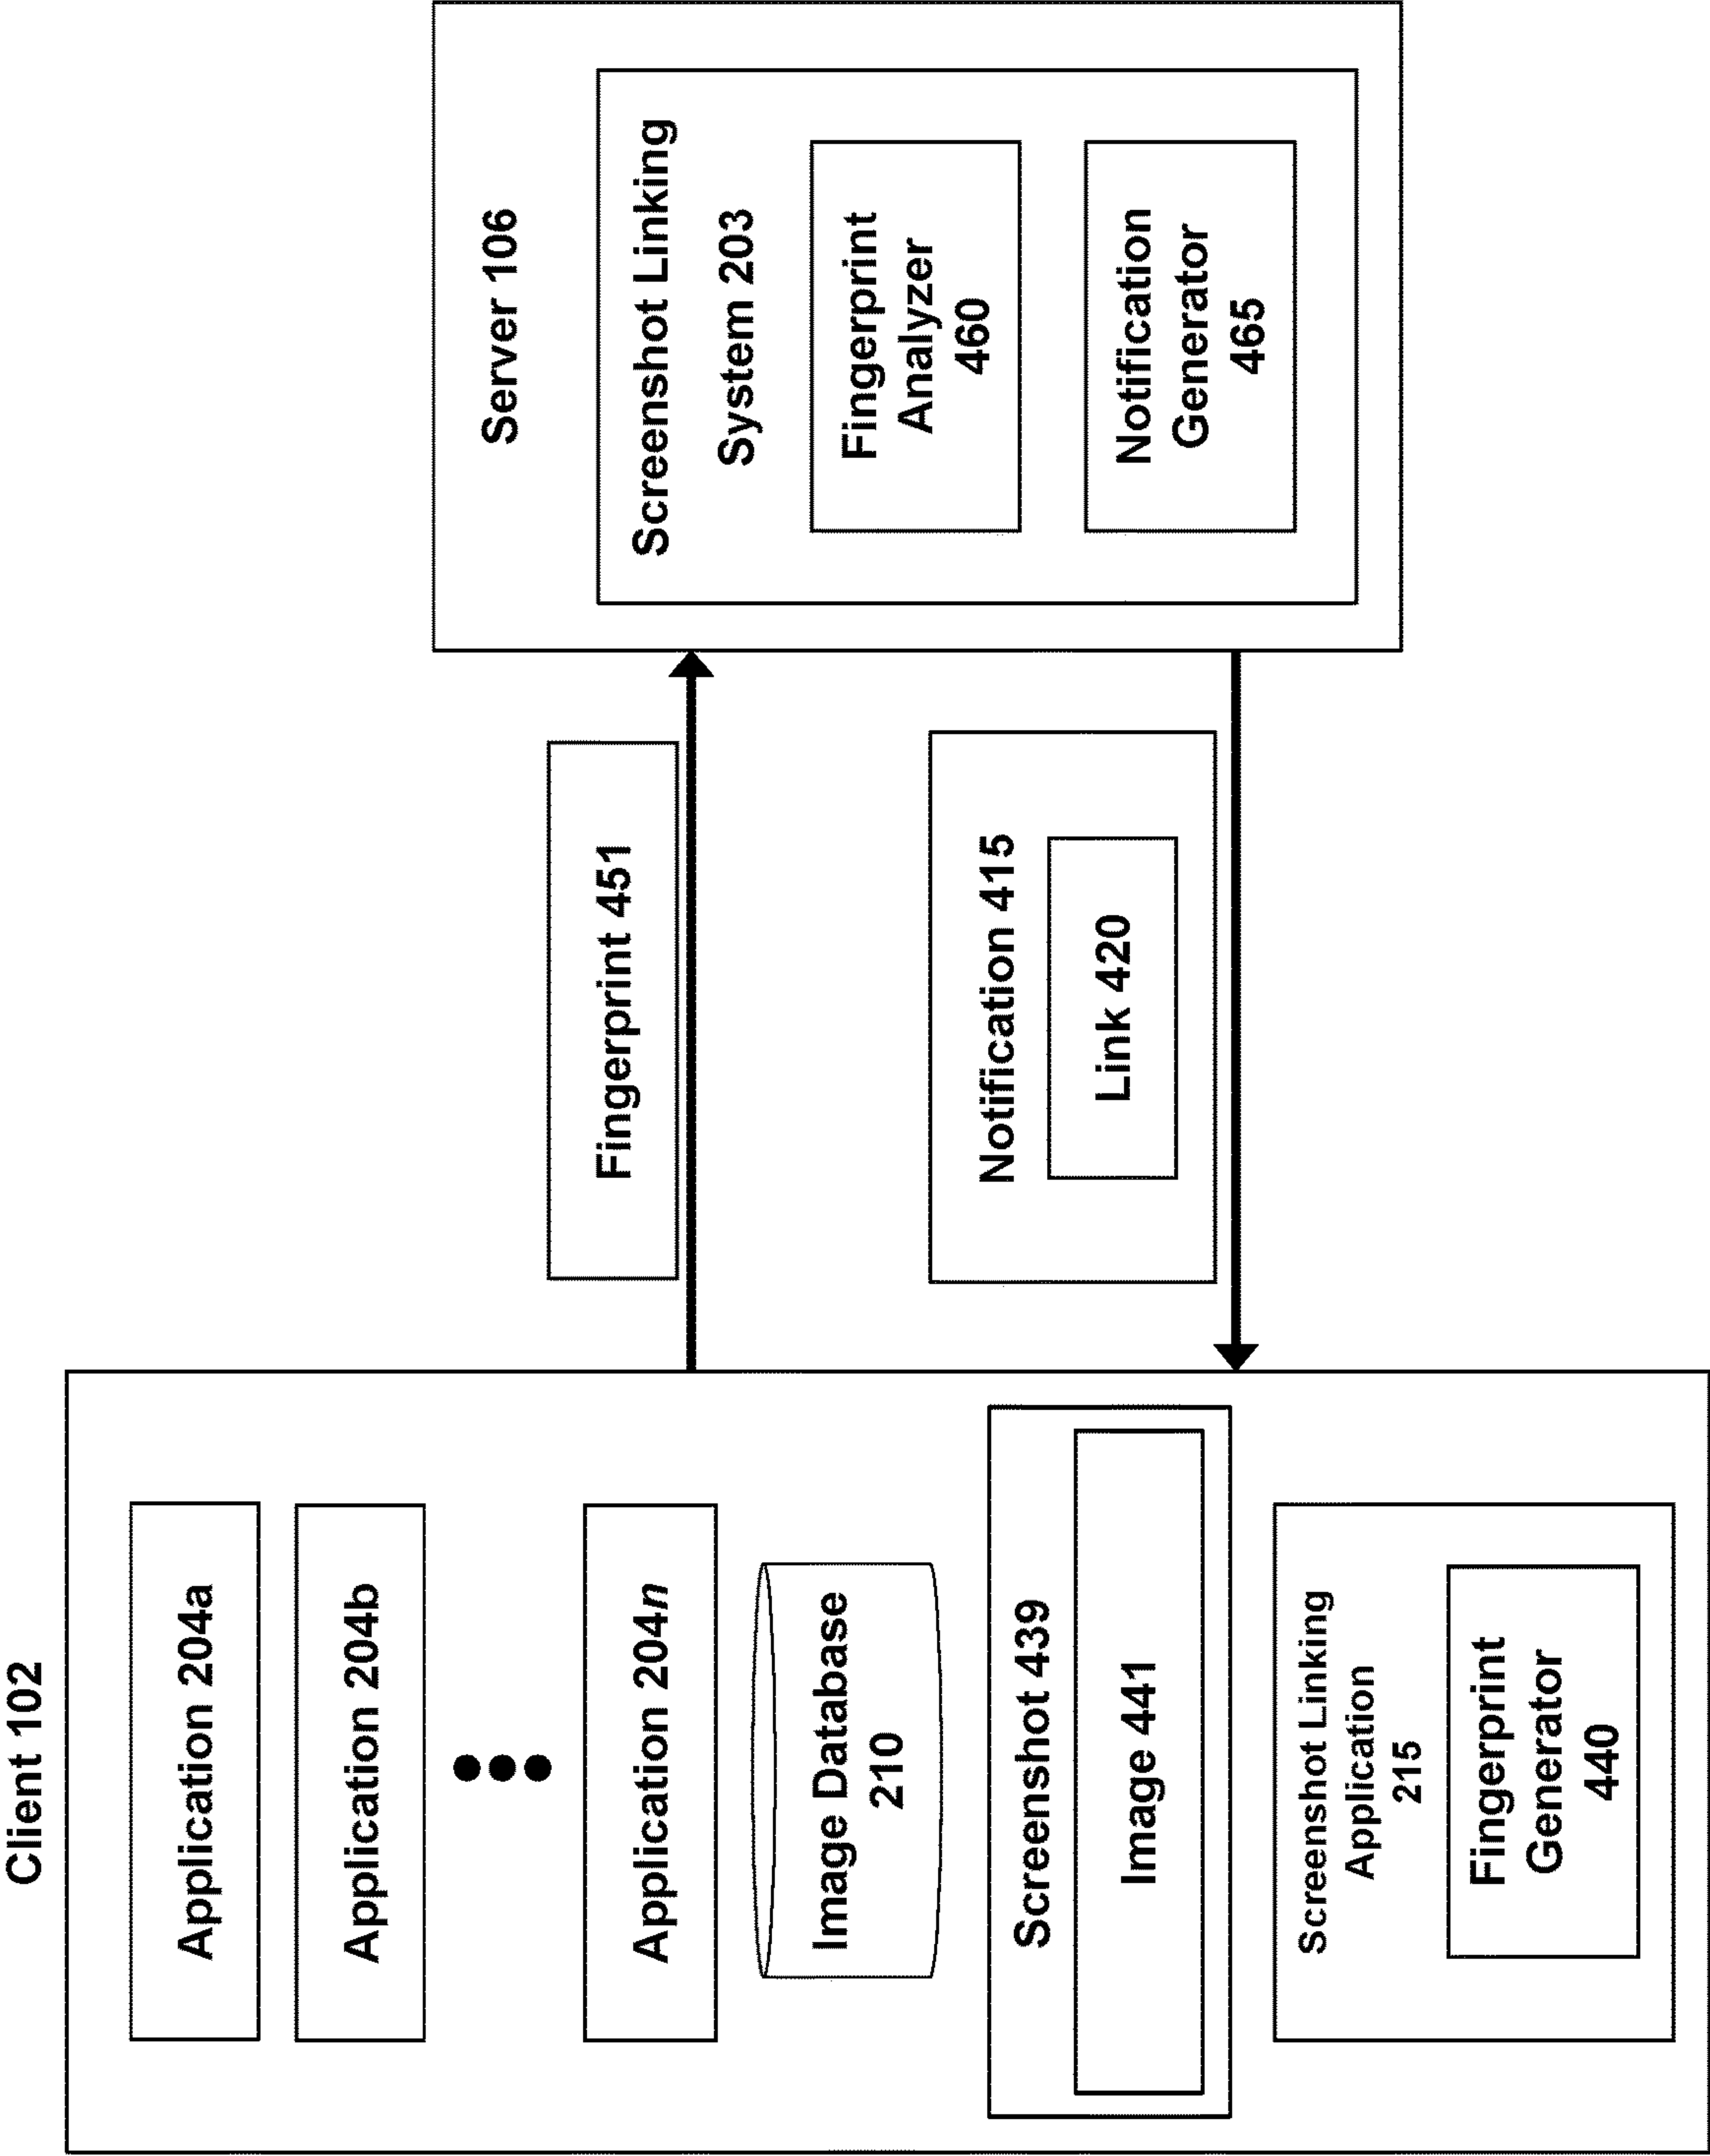 Client 102
Application 204a
Application 204b
Application 204n
Image Database
210
Screenshot 439
Image 441
Screenshot Linking
Application
215
Fingerprint
Generator
440
Fingerprint 451
Notification 415
Link 420
Server 106
Screenshot Linking
System 203
Fingerprint
Analyzer
460
Notification
Generator
465